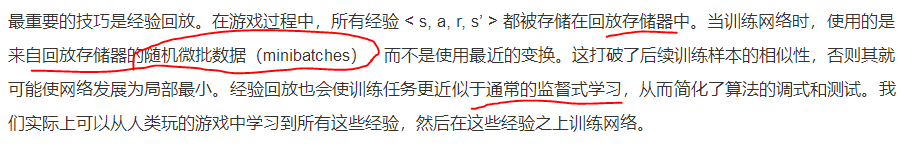 最重要的技巧是经验回放。在游戏过程中，所有经验 < s, a, r, s’ > 都被存储在回放存储器中。当训练网络时，使用的是
来自回放存储器的随机微批数据（minibatches），而不是使用最近的变换。这打破了后续训练样本的相似性，否则其就
可能使网络发展为局部最小。经验回放也会使训练任务更近似于通常的监督式学习，从而简化了算法的调式和测试。我
们实际上可以从人类玩的游戏中学习到所有这些经验，然后在这些经验之上训练网络。